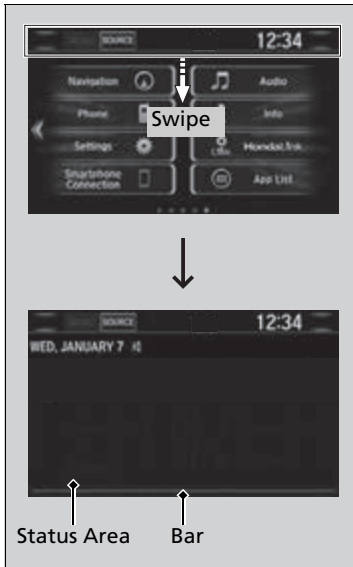 SOURCE 12:34
Navigation Audio
Phone Info
Swipe
Settings HondaLink
Smartphone App List
Connection
SOURCE 12:34
WED, JANUARY 7
Status Area Bar